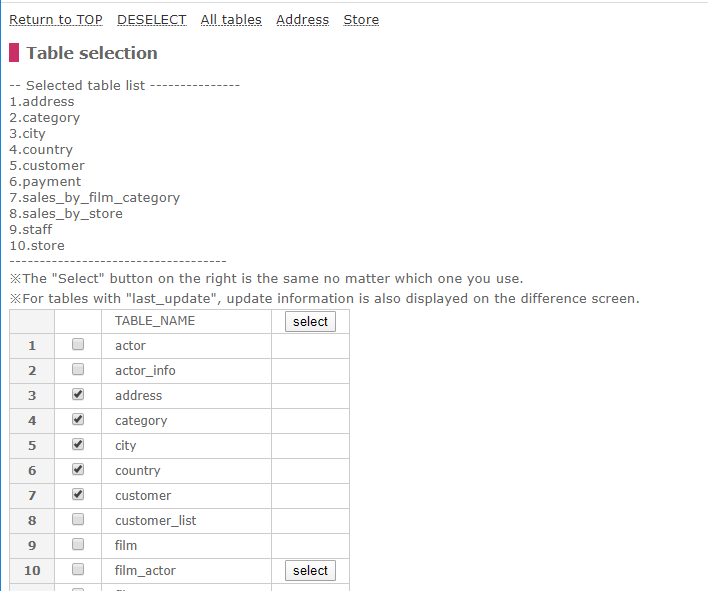 Return to TOP DESELECT All tables Address Store
Table selection
-- Selected table list ---------------
1.address
2.category
3.city
4.country
5.customer
6.payment
7.sales_by_film_category
8.sales_by_store
9.staff
10.store
-----------------------------------
※The "Select" button on the right is the same no matter which one you use.
※For tables with "last_update", update information is also displayed on the difference screen.
TABLE_NAME select
1 actor
2 actor_info
3 address
4 category
5 city
6 country
7 customer
8 customer_list
9 film
10 film_actor select